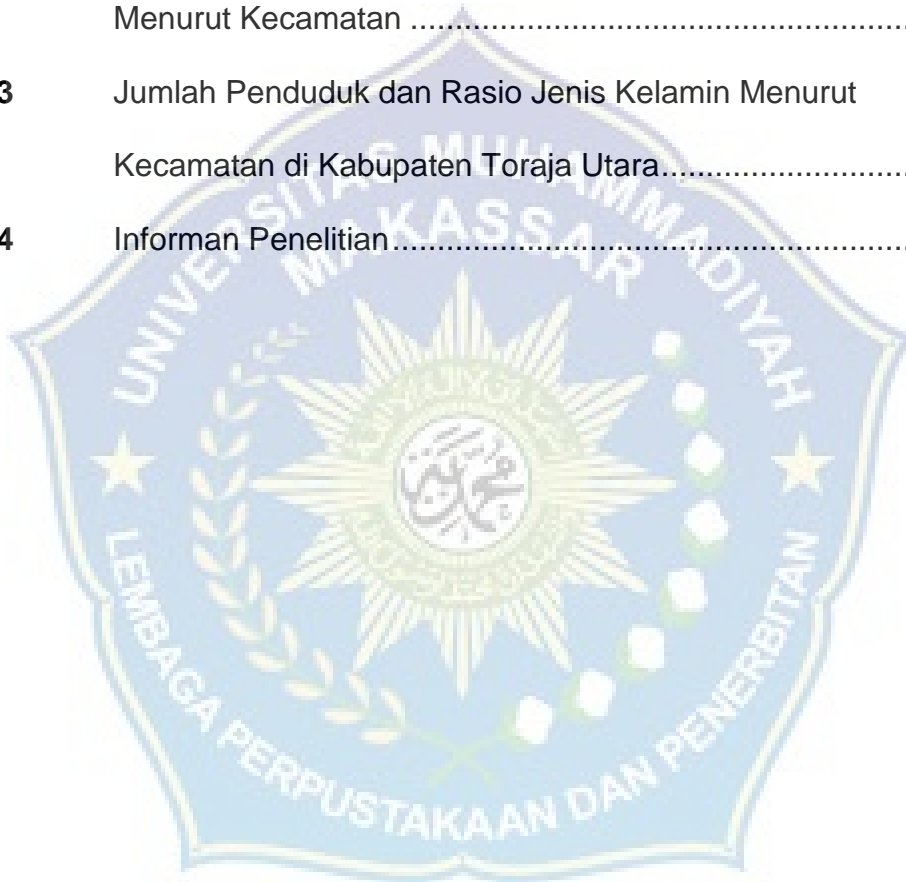 Menurut Kecamatan ........................................................
3 Jumlah Penduduk dan Rasio Jenis Kelamin Menurut
Kecamatan di Kabupaten Toraja Utara...........................
4 Informan Penelitian.........................................................
UNIVERSITAS MUHAMMADIYAH
MAKASSAR
LEMBAGA PERPUSTAKAAN DAN PENERBITAN